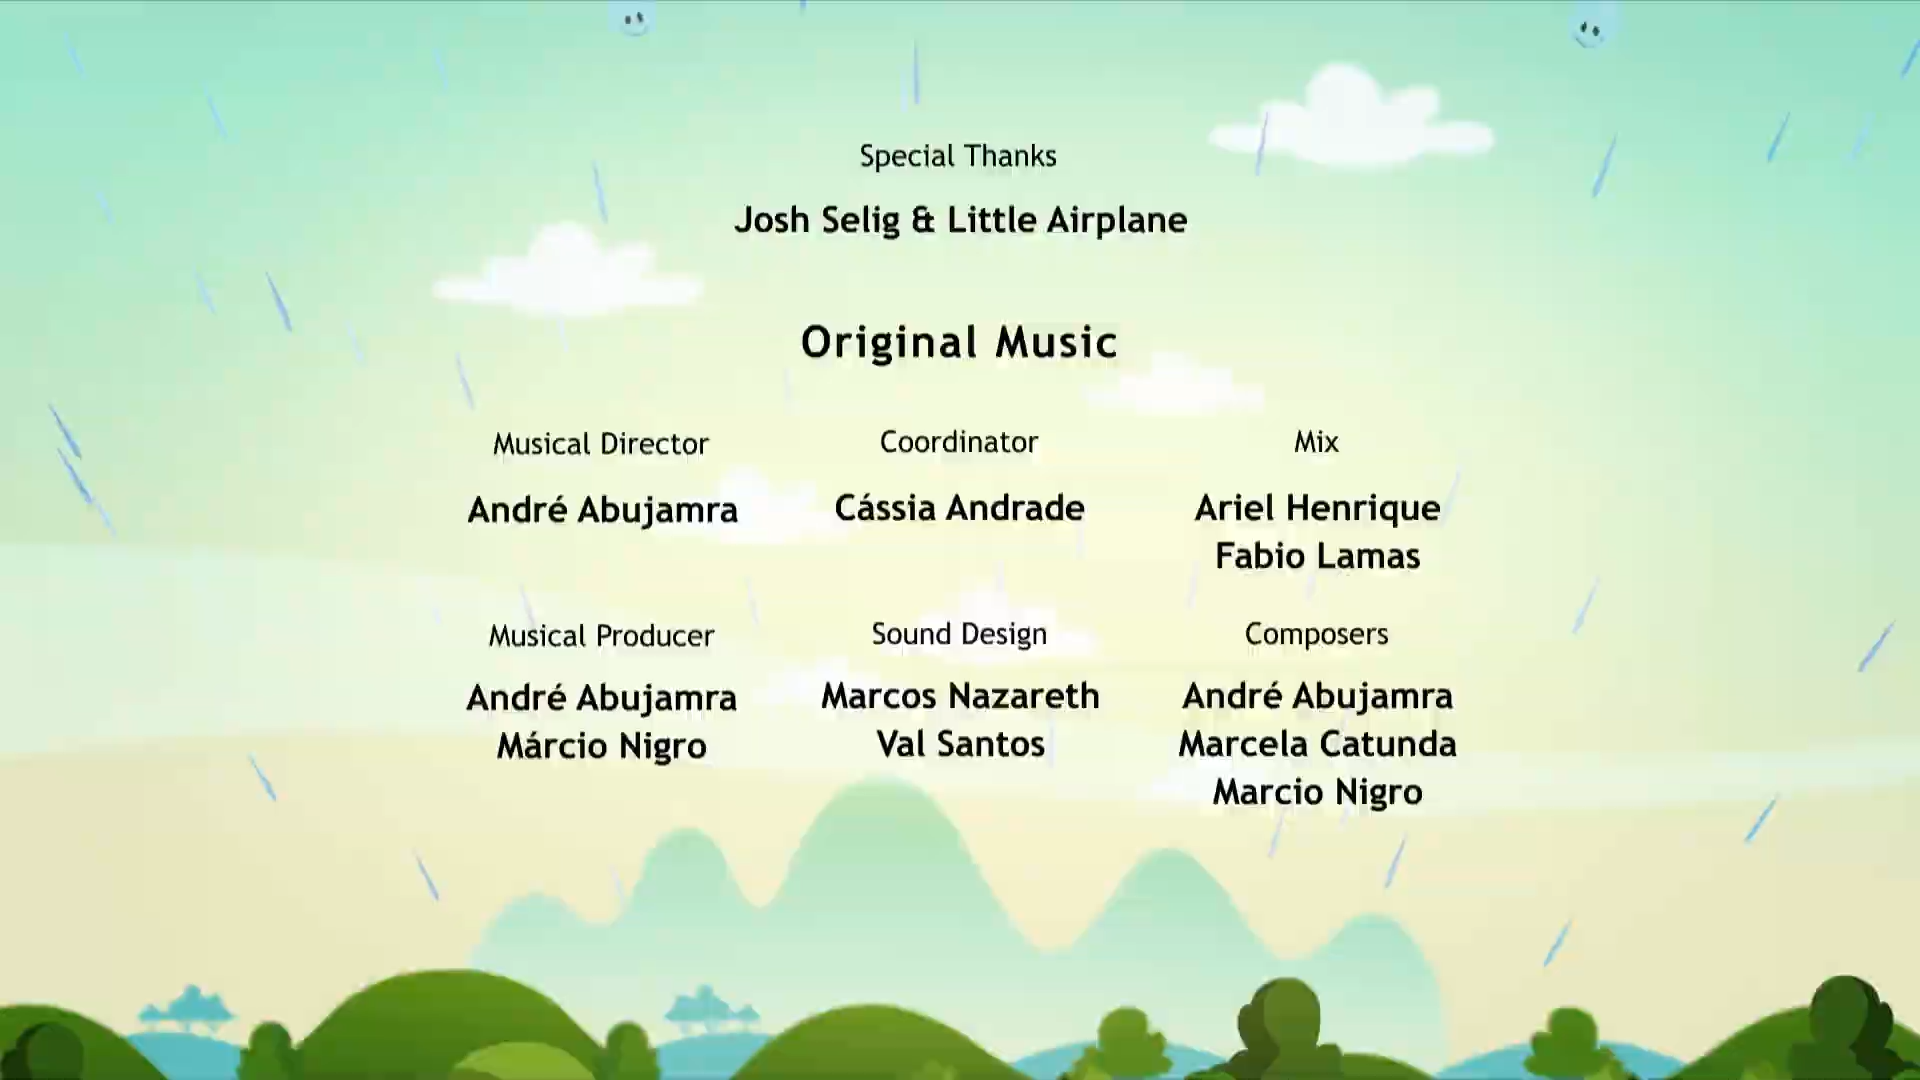 Special Thanks
Josh Selig & Little Airplane
Original Music
Musical Director
André Abujamra
Coordinator
Cássia Andrade
Mix
Ariel Henrique
Fabio Lamas
Musical Producer
André Abujamra
Márcio Nigro
Sound Design
Marcos Nazareth
Val Santos
Composers
André Abujamra
Marcela Catunda
Marcio Nigro